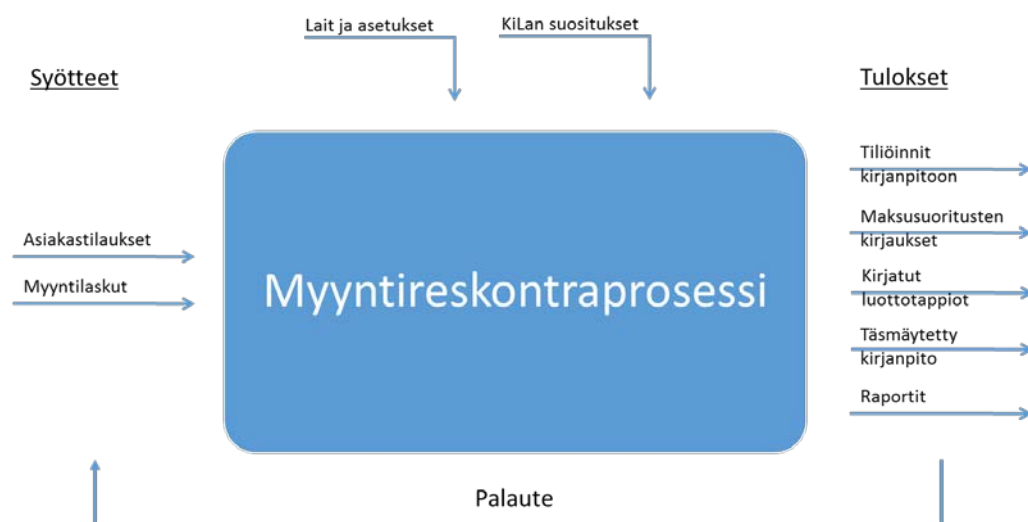 Lait ja asetukset
KiLan suositukset
Syötteet
Tulokset
Asiakastilaukset
Myyntilaskut
Myyntireskontraprosessi
Tiliöinnit
kirjanpitoon
Maksusuoritusten
kirjaukset
Kirjatut
luottotappiot
Täsmäytetty
kirjanpito
Raportit
Palaute